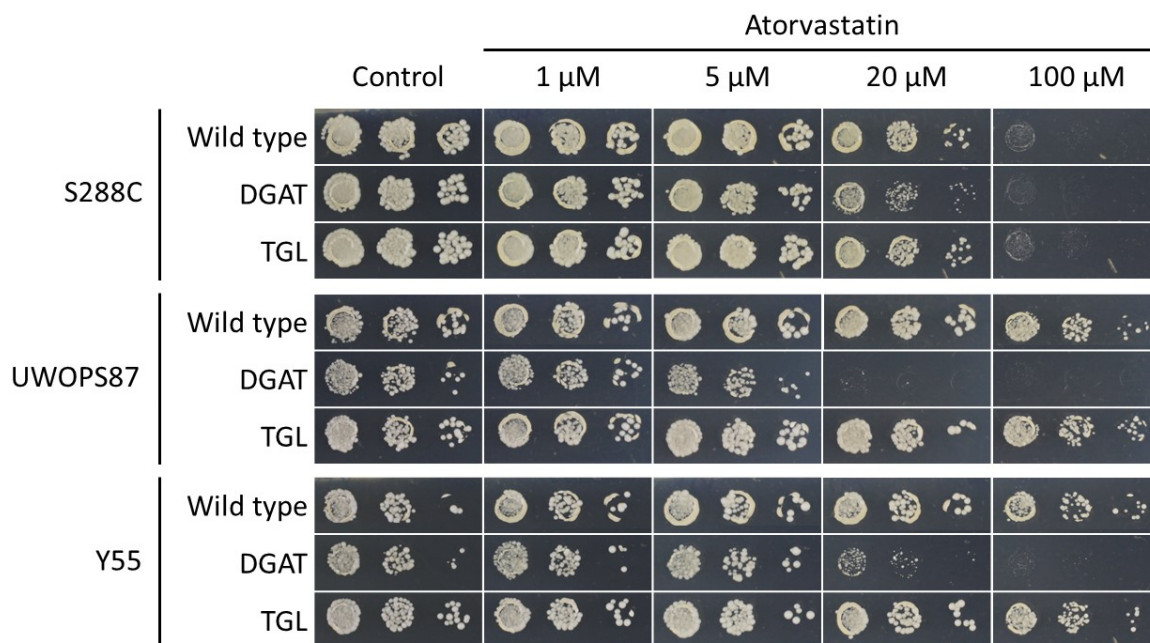 Atorvastatin
Control 1 µM 5 µM 20 µM 100 µM
S288C
Wild type
DGAT
TGL
UWOPS87
Wild type
DGAT
TGL
Y55
Wild type
DGAT
TGL